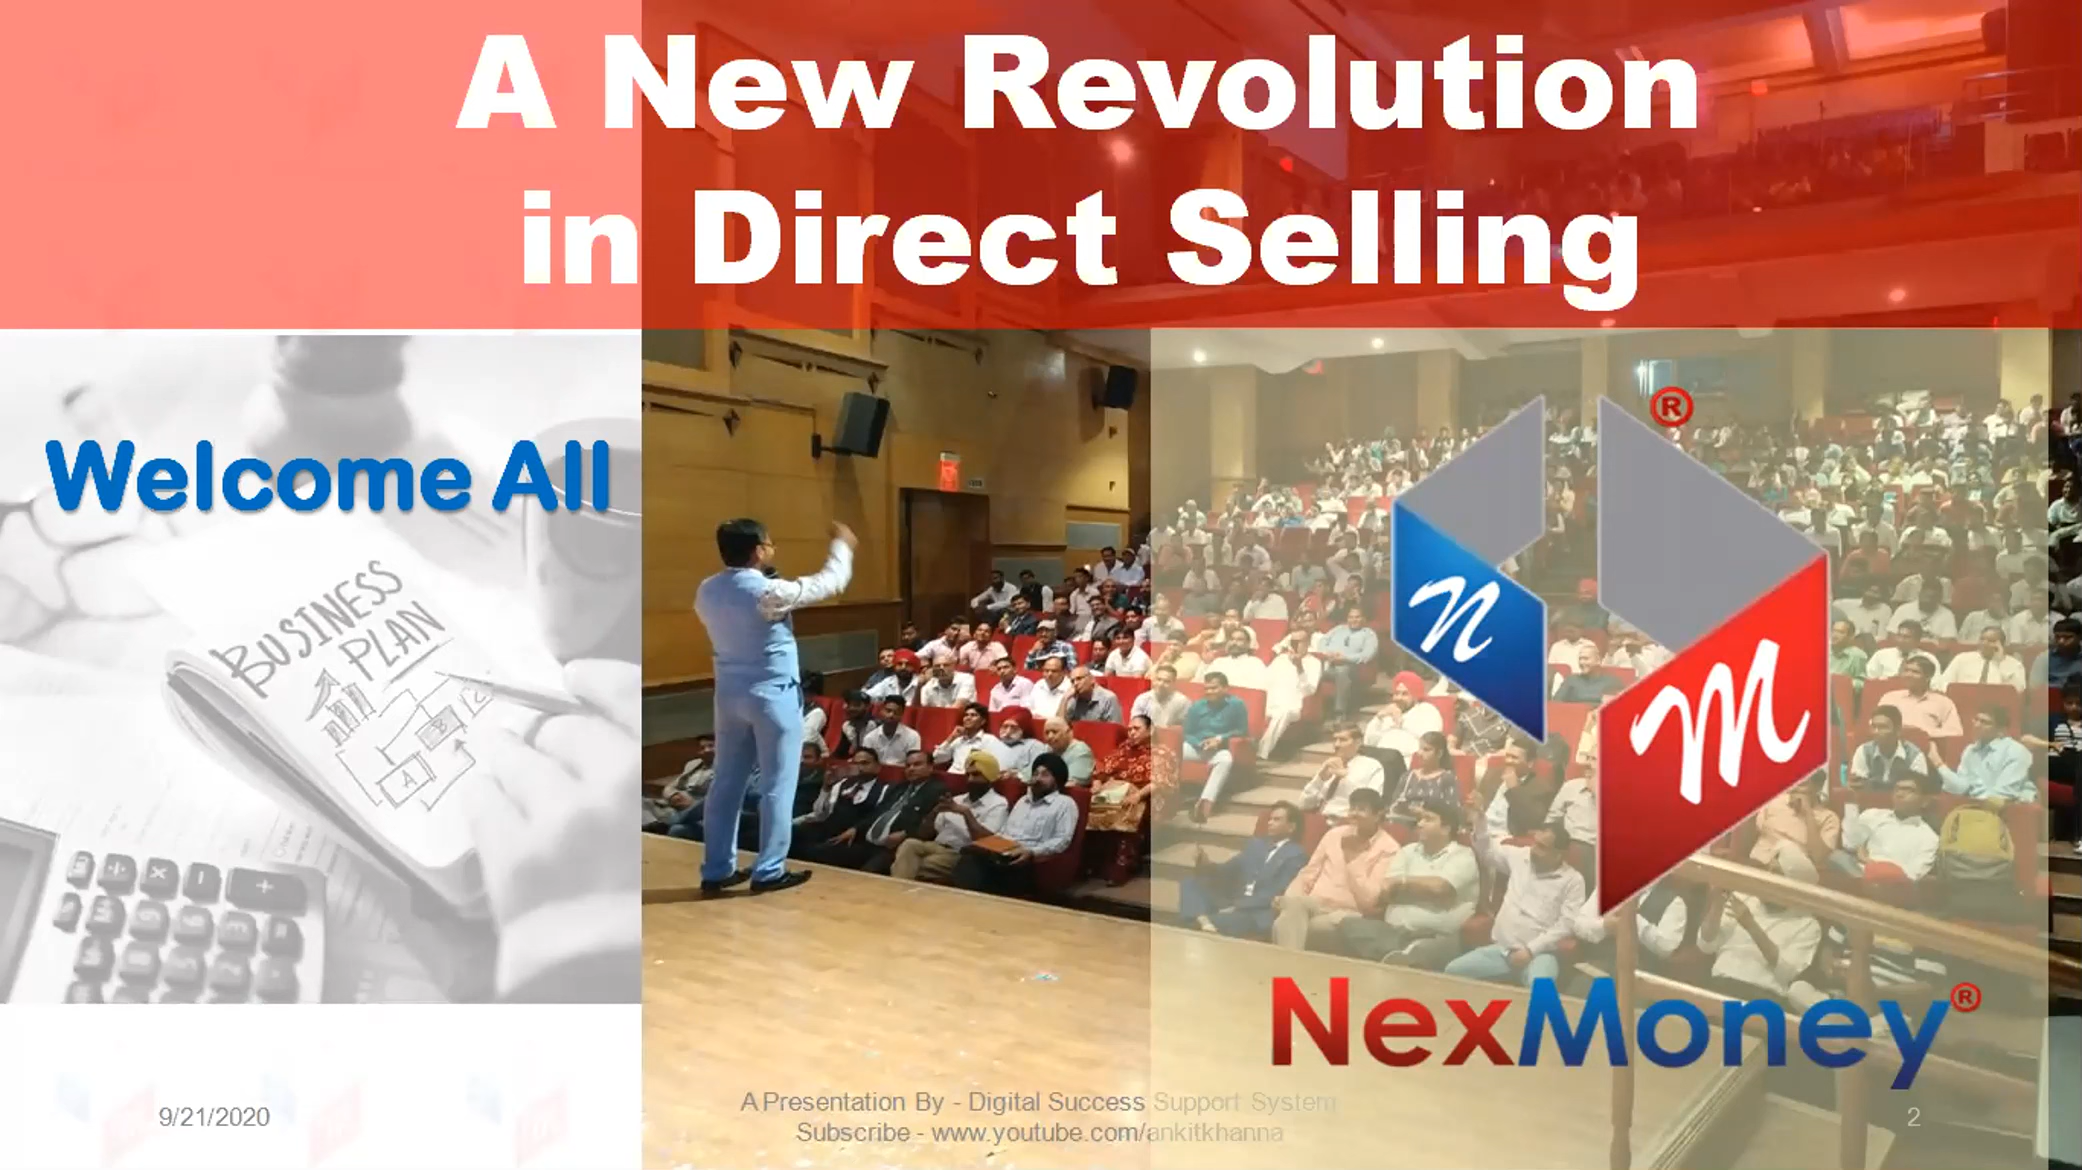 A New Revolution
in Direct Selling
Welcome All
BUSINESS
PLAN
B
A
n
m
®
NexMoney®
9/21/2020
A Presentation By - Digital Success Support System
Subscribe - www.youtube.com/ankitkhanna
2